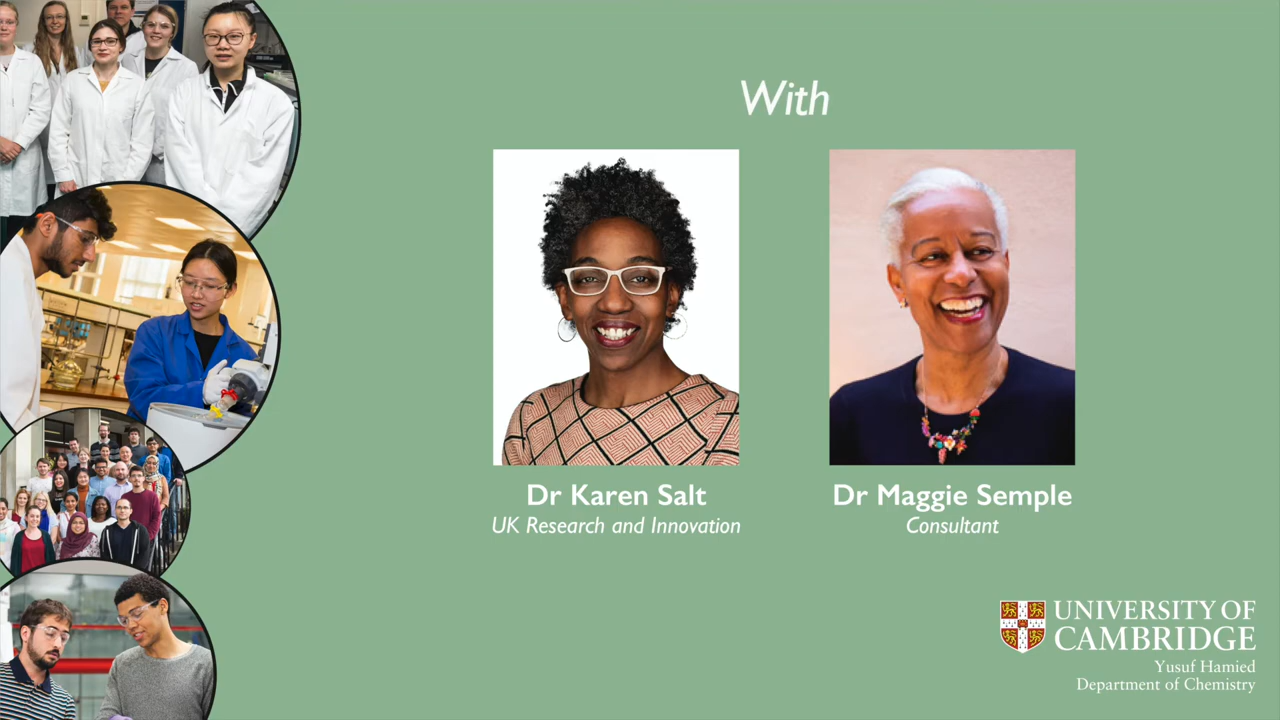 With
Dr Karen Salt
UK Research and Innovation
Dr Maggie Semple
Consultant
UNIVERSITY OF
CAMBRIDGE
Yusuf Hamied
Department of Chemistry